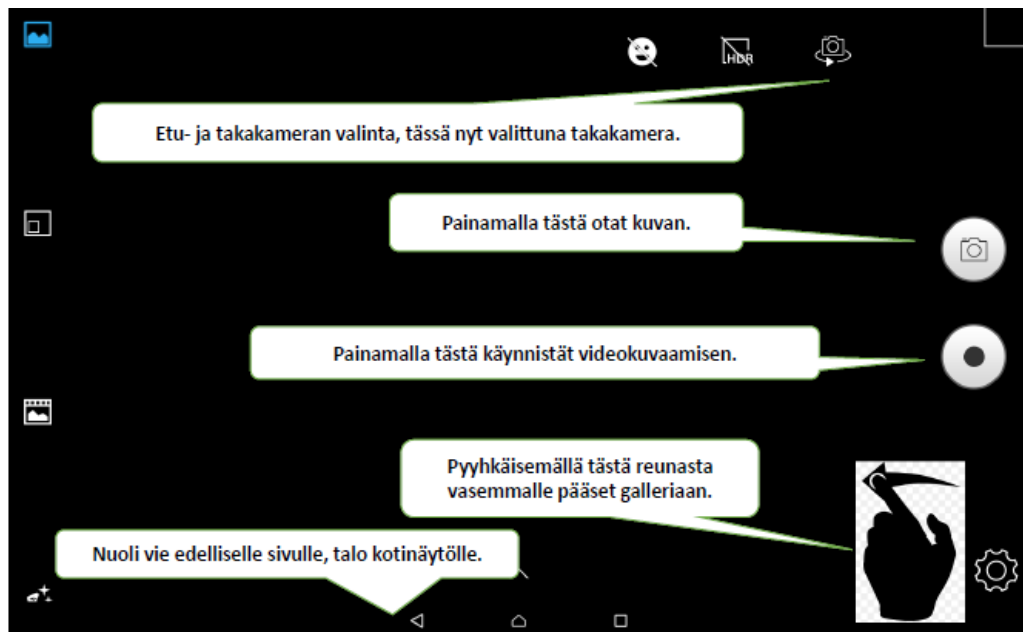 HDR
Etu- ja takakameran valinta, tässä nyt valittuna takakamera.
Painamalla tästä otat kuvan.
Painamalla tästä käynnistät videokuvaamisen.
Pyyhkäisemällä tästä reunasta
vasemmalle pääset galleriaan.
Nuoli vie edelliselle sivulle, talo kotinäytölle.